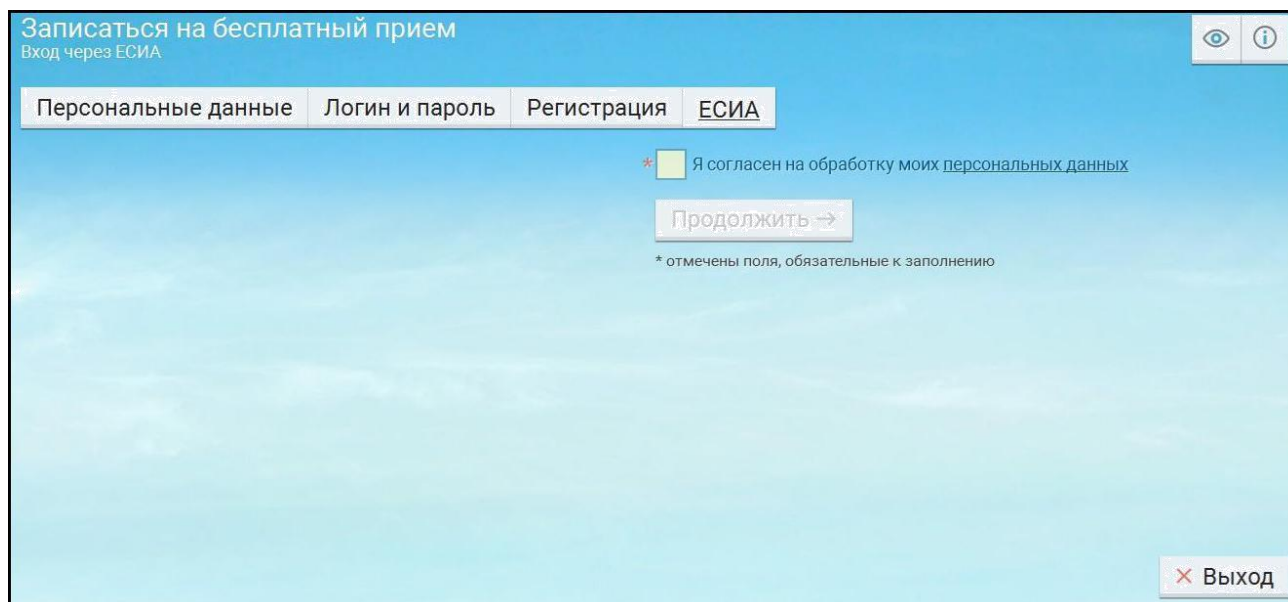 Записаться на бесплатный прием
Вход через ЕСИА
Персональные данные Логин и пароль Регистрация ЕСИА
* Я согласен на обработку моих персональных данных
Продолжить →
* отмечены поля, обязательные к заполнению
× Выход